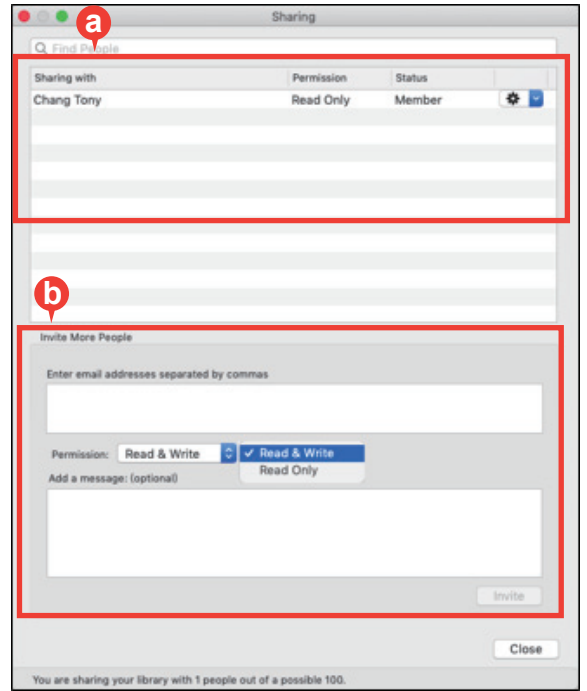 Sharing
a
Find People
Sharing with Permission Status
Chang Tony Read Only Member
b
Invite More People
Enter email addresses separated by commas
Permission: Read & Write ✓ Read & Write
Read Only
Add a message: (optional)
Invite
Close
You are sharing your library with 1 people out of a possible 100.